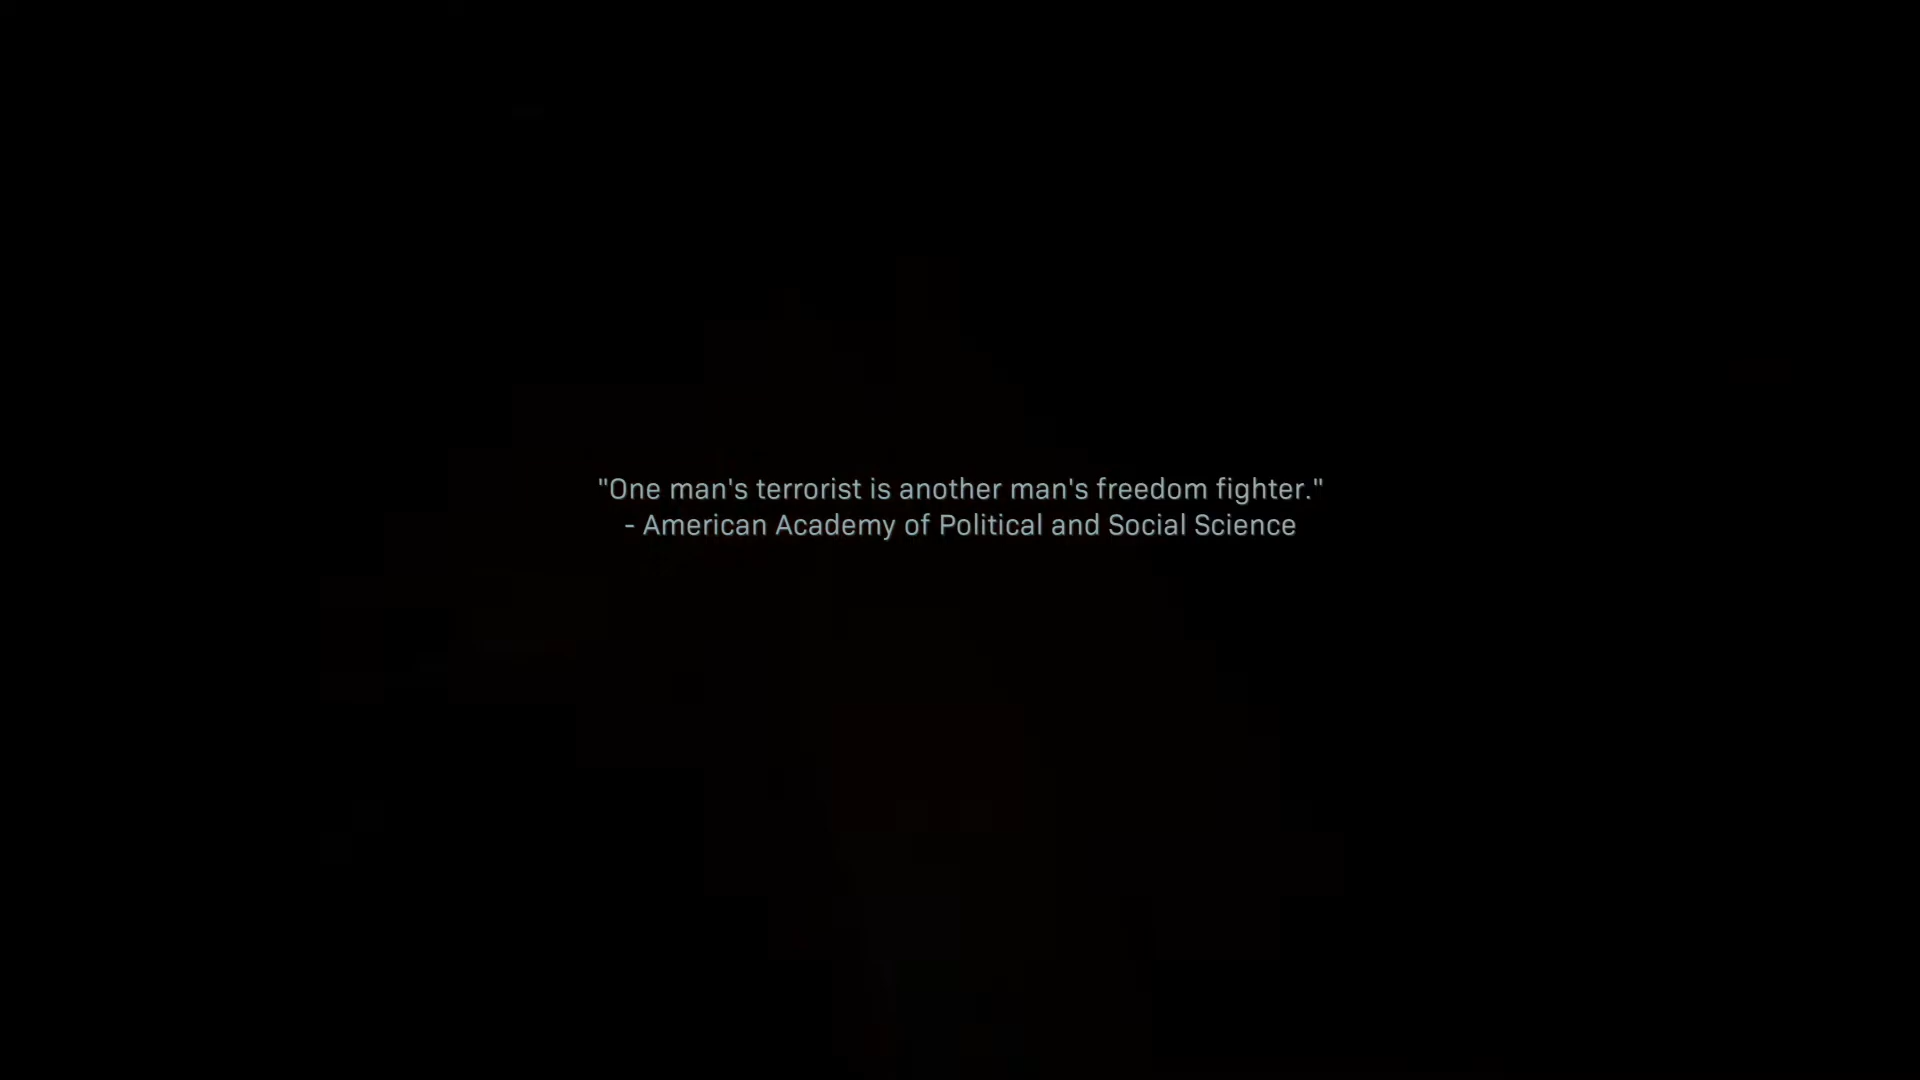 "One man's terrorist is another man's freedom fighter."
- American Academy of Political and Social Science